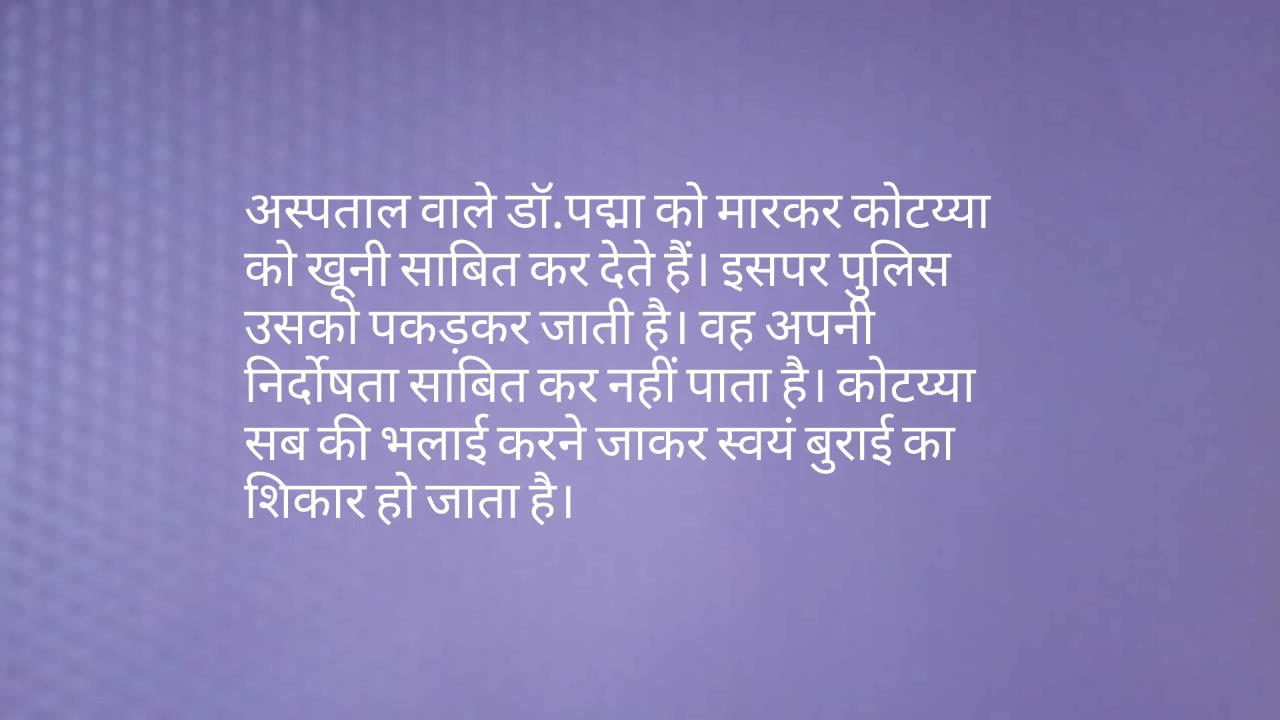 अस्पताल वाले डॉ.पद्मा को मारकर कोटय्या
को खूनी साबित कर देते हैं। इसपर पुलिस
उसको पकड़कर जाती है। वह अपनी
निर्दोषता साबित कर नहीं पाता है। कोटय्या
सब की भलाई करने जाकर स्वयं बुराई का
शिकार हो जाता है।